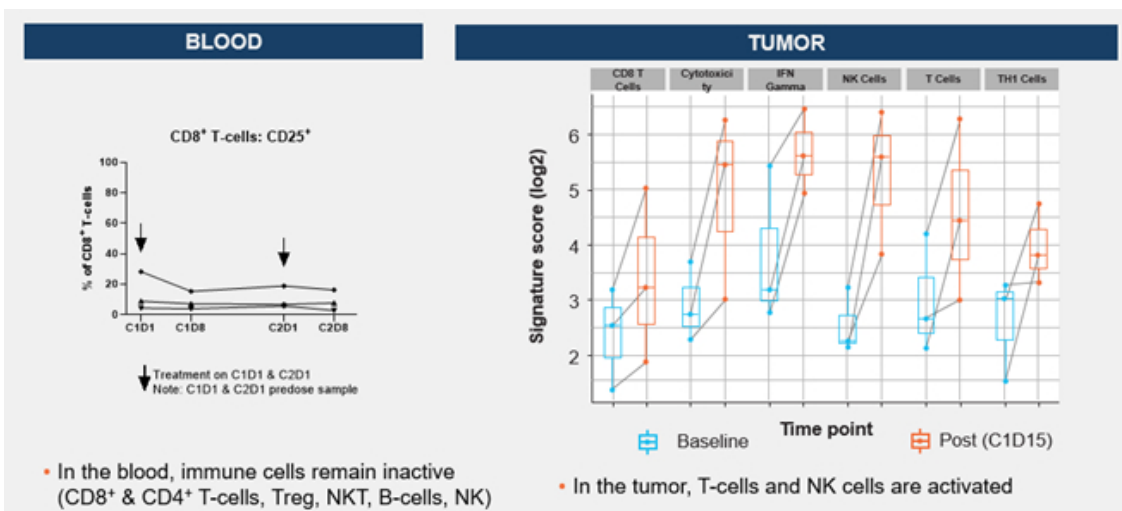 BLOOD
CD8⁺ T-cells: CD25⁺
% of CD8⁺ T-cells
100
80
60
40
20
0
C1D1 C1D8 C2D1 C2D8
Treatment on C1D1 & C2D1
Note: C1D1 & C2D1 predose sample
• In the blood, immune cells remain inactive
(CD8⁺ & CD4⁺ T-cells, Treg, NKT, B-cells, NK)
TUMOR
CD8 T
Cells
Cytotoxici
ty
IFN
Gamma
NK Cells
T Cells
TH1 Cells
Signature score (log2)
6
5
4
3
2
Time point
Baseline
Post (C1D15)
• In the tumor, T-cells and NK cells are activated